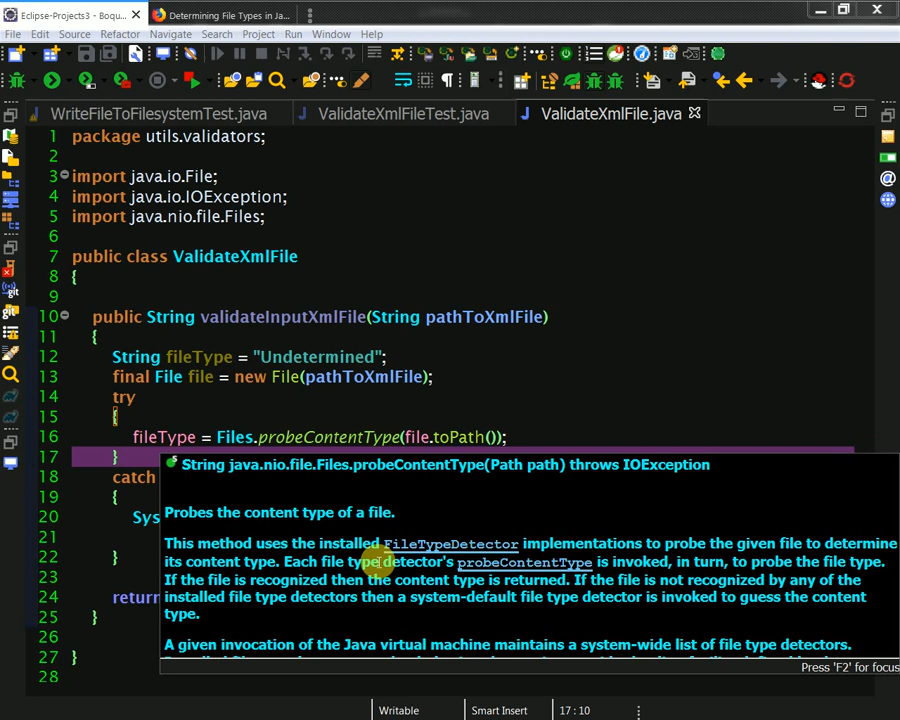 Eclipse-Projects3 - Boqu...
Determining File Types in Ja...
File Edit Source Refactor Navigate Search Project Run Window Help
WriteFileToFilesystemTest.java ValidateXmlFileTest.java ValidateXmlFile.java
1 package utils.validators;
2
3 import java.io.File;
4 import java.io.IOException;
5 import java.nio.file.Files;
6
7 public class ValidateXmlFile
8 {
9
10 public String validateInputXmlFile(String pathToXmlFile)
11 {
12 String fileType = "Undetermined";
13 final File file = new File(pathToXmlFile);
14 try
15 {
16 fileType = Files.probeContentType(file.toPath());
17 }
String java.nio.file.Files.probeContentType(Path path) throws IOException
18 catch
19 {
Probes the content type of a file.
20 Sys
This method uses the installed FileTypeDetector implementations to probe the given file to determine
its content type. Each file type detector's probeContentType is invoked, in turn, to probe the file type.
22 }
If the file is recognized then the content type is returned. If the file is not recognized by any of the
24 return
installed file type detectors then a system-default file type detector is invoked to guess the content
type.
25 }
26
A given invocation of the Java virtual machine maintains a system-wide list of file type detectors.
27 }
Press 'F2' for focus
28
Writable Smart Insert 17 : 10